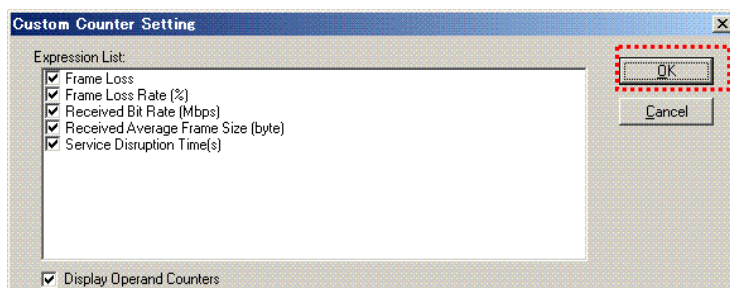 Custom Counter Setting
Expression List:
Frame Loss
Frame Loss Rate (%)
Received Bit Rate (Mbps)
Received Average Frame Size (byte)
Service Disruption Time(s)
Display Operand Counters
OK
Cancel